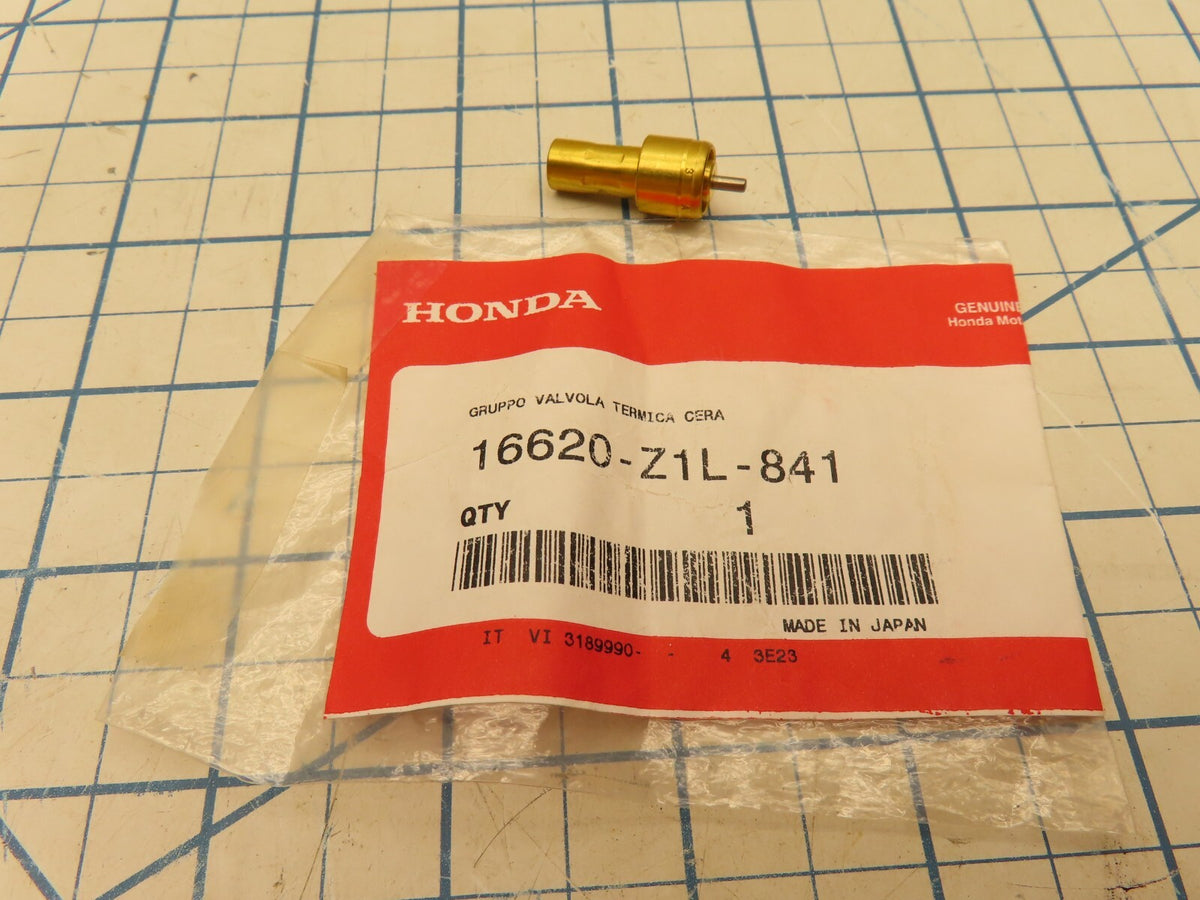 HONDA
GENUINE
Honda Mot
GRUPPO VALVOLA TERMICA CERA
16620-Z1L-841
QTY 1
MADE IN JAPAN
IT VI 3189990- - 4 3E23